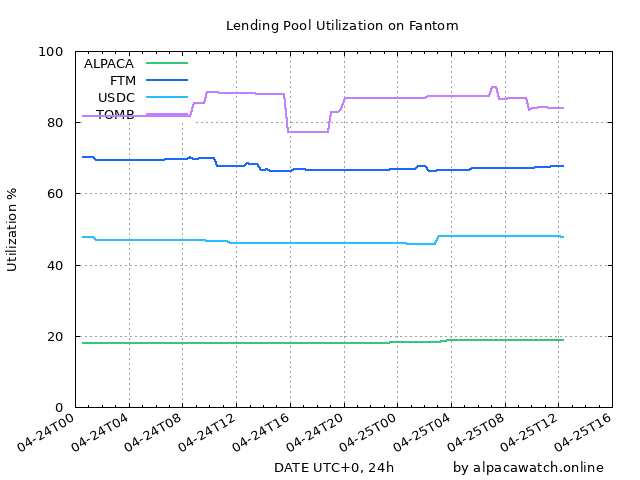 Lending Pool Utilization on Fantom
100
80
60
40
20
0
Utilization %
ALPACA
FTM
USDC
TOMB
04-24T00
04-24T04
04-24T08
04-24T12
04-24T16
04-24T20
04-25T00
04-25T04
04-25T08
04-25T12
04-25T16
DATE UTC+0, 24h
by alpacawatch.online